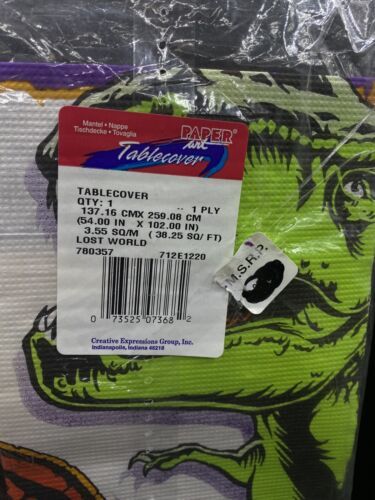 Mantel • Nappe
Tischdecke • Tovaglia
PAPER®
Art
Tablecover
TABLECOVER
QTY: 1 1 PLY
137.16 CMX 259.08 CM
(54.00 IN X 102.00 IN)
3.55 SQ/M ( 38.25 SQ/ FT)
LOST WORLD
780357 712E1220
M.S.R.P.
0 73525 07368 2
Creative Expressions Group, Inc.
Indianapolis, Indiana 46218